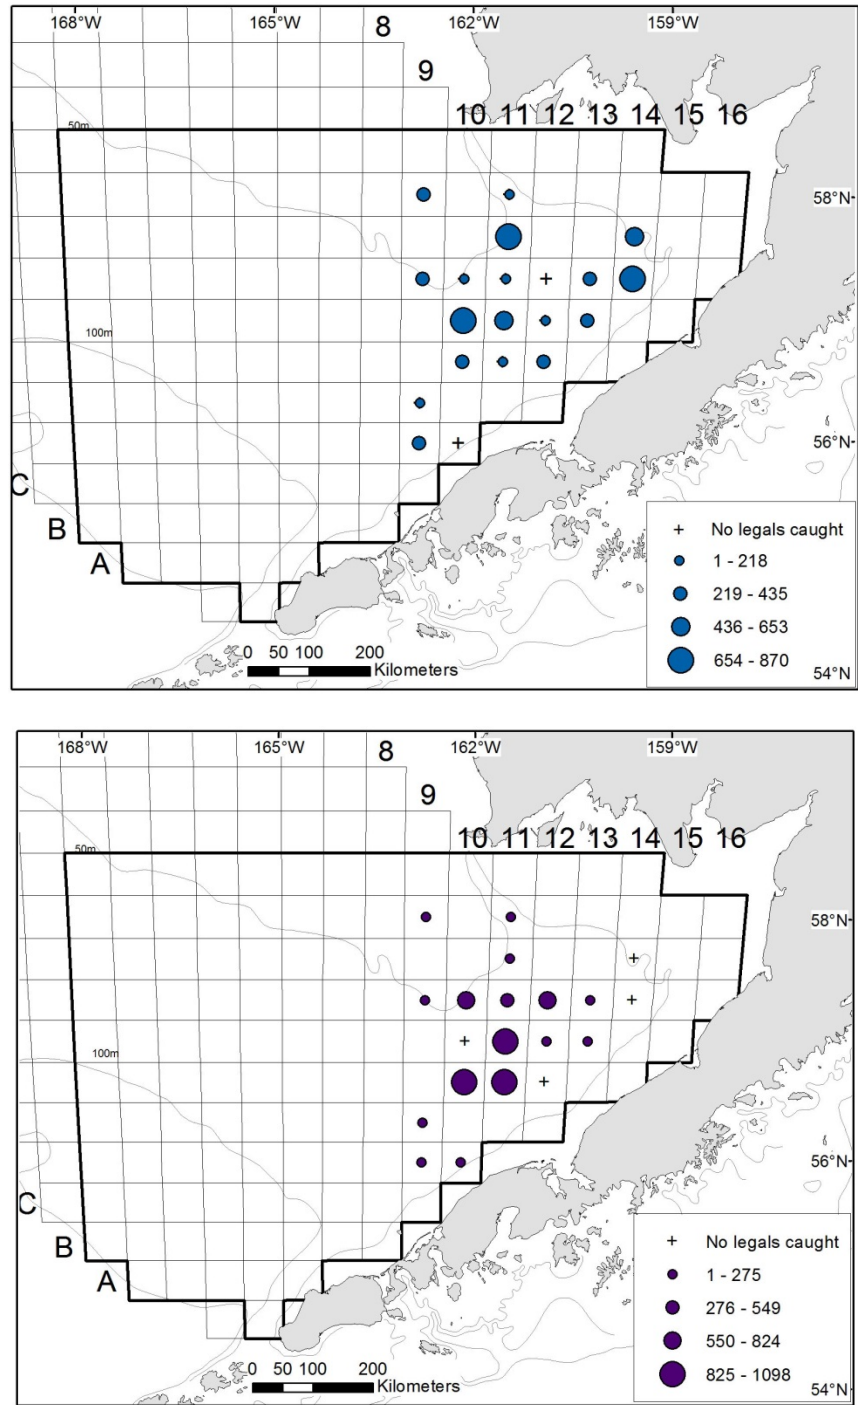 168°W 165°W 162°W 159°W
8
9
10 11 12 13 14 15 16
50m
58°N
100m
56°N
C
B
A
+ No legals caught
1 - 218
219 - 435
436 - 653
654 - 870
0 50 100 200
Kilometers
54°N
168°W 165°W 162°W 159°W
8
9
10 11 12 13 14 15 16
50m
58°N
100m
56°N
C
B
A
+ No legals caught
1 - 275
276 - 549
550 - 824
825 - 1098
0 50 100 200
Kilometers
54°N